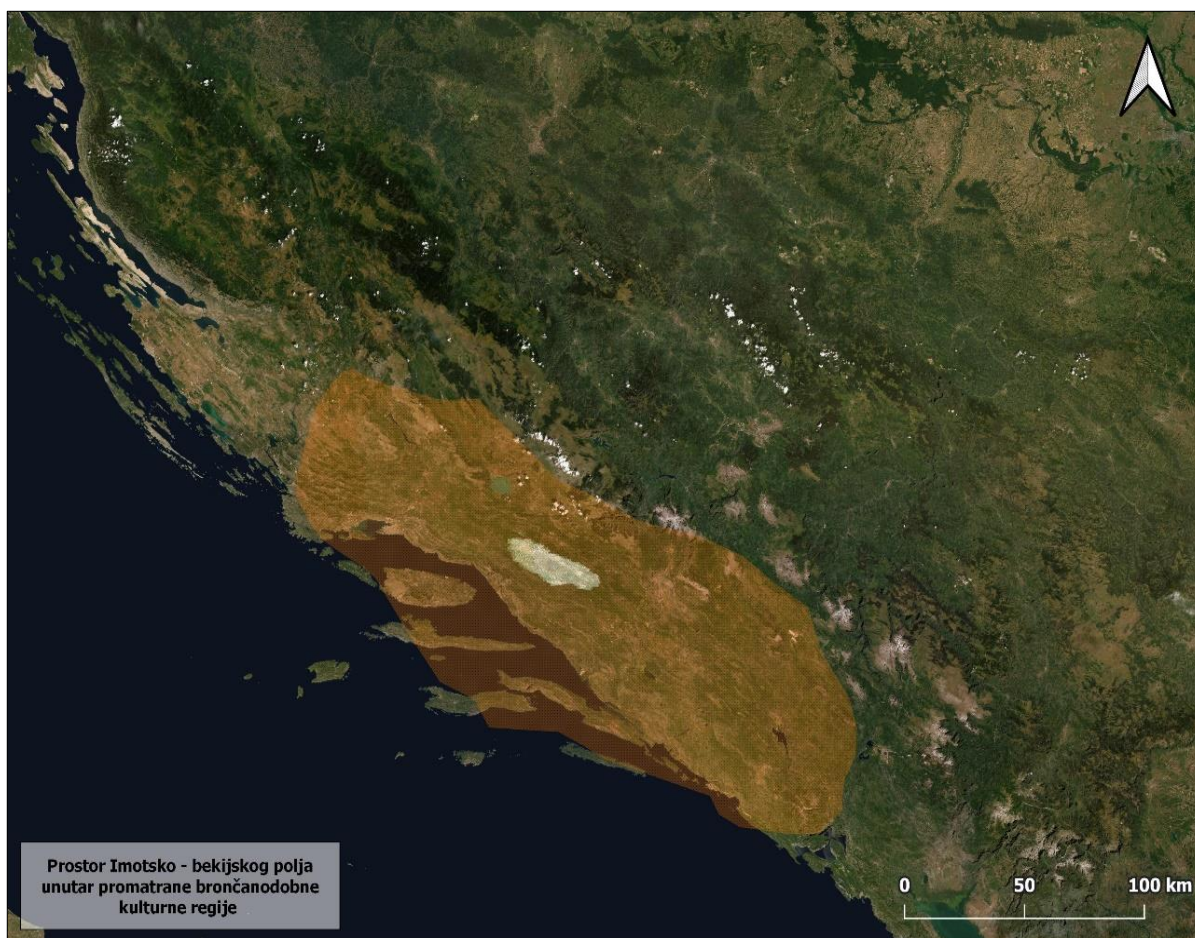 Prostor Imotsko - bekijskog polja
unutar promatrane brončanodobne
kulturne regije
0 50 100 km